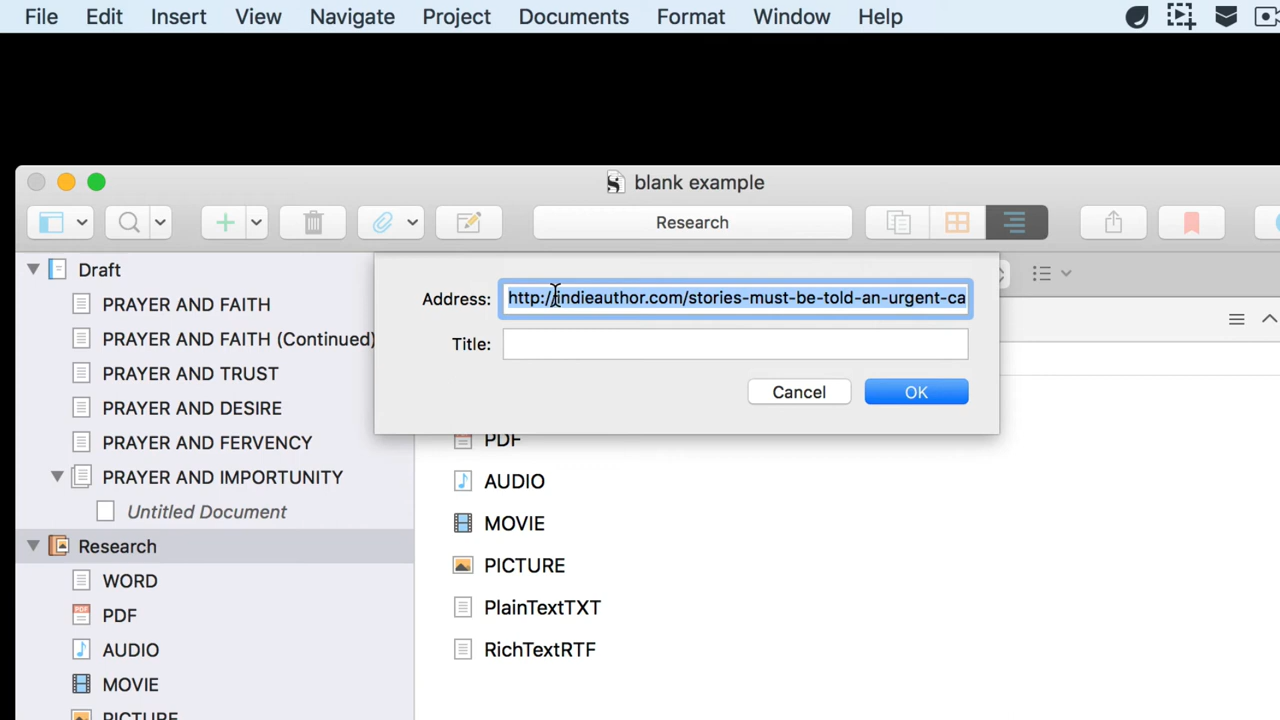 File Edit Insert View Navigate Project Documents Format Window Help
blank example
Research
Draft
PRAYER AND FAITH
PRAYER AND FAITH (Continued)
PRAYER AND TRUST
PRAYER AND DESIRE
PRAYER AND FERVENCY
PRAYER AND IMPORTUNITY
Untitled Document
Research
WORD
PDF
AUDIO
MOVIE
PICTURE
Address: http://indieauthor.com/stories-must-be-told-an-urgent-ca
Title:
Cancel OK
PDF
AUDIO
MOVIE
PICTURE
PlainTextTXT
RichTextRTF